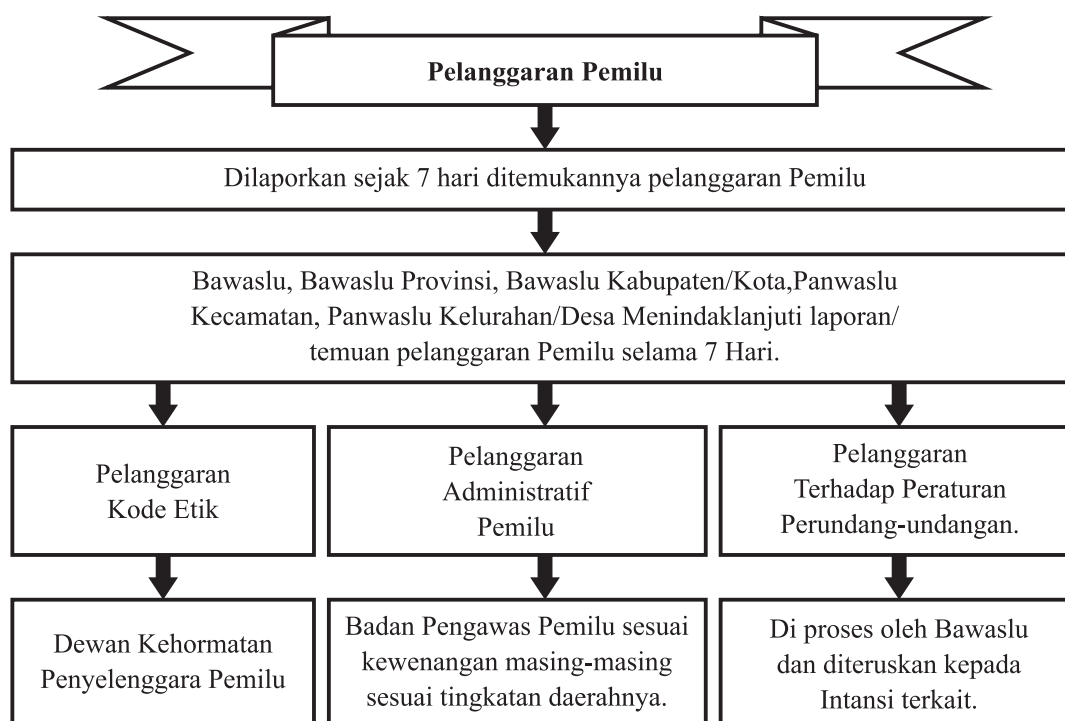 Pelanggaran Pemilu
Dilaporkan sejak 7 hari ditemukannya pelanggaran Pemilu
Bawaslu, Bawaslu Provinsi, Bawaslu Kabupaten/Kota,Panwaslu
Kecamatan, Panwaslu Kelurahan/Desa Menindaklanjuti laporan/
temuan pelanggaran Pemilu selama 7 Hari.
Pelanggaran
Kode Etik
Pelanggaran
Administratif
Pemilu
Pelanggaran
Terhadap Peraturan
Perundang-undangan.
Dewan Kehormatan
Penyelenggara Pemilu
Badan Pengawas Pemilu sesuai
kewenangan masing-masing
sesuai tingkatan daerahnya.
Di proses oleh Bawaslu
dan diteruskan kepada
Intansi terkait.